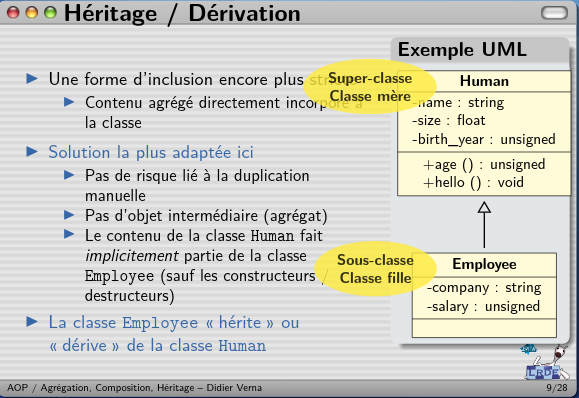 Héritage / Dérivation
Une forme d'inclusion encore plus
Contenu agrégé directement incorporé à
la classe
Solution la plus adaptée ici
Pas de risque lié à la duplication
manuelle
Pas d'objet intermédiaire (agrégat)
Le contenu de la classe Human fait
implicitement partie de la classe
Employee (sauf les constructeurs /
destructeurs)
La classe Employee « hérite » ou
« dérive » de la classe Human
Exemple UML
Super-classe
Classe mère
Human
-name : string
-size : float
-birth_year : unsigned
+age () : unsigned
+hello () : void
Sous-classe
Classe fille
Employee
-company : string
-salary : unsigned
LRDE
AOP / Agrégation, Composition, Héritage – Didier Verna
9/28